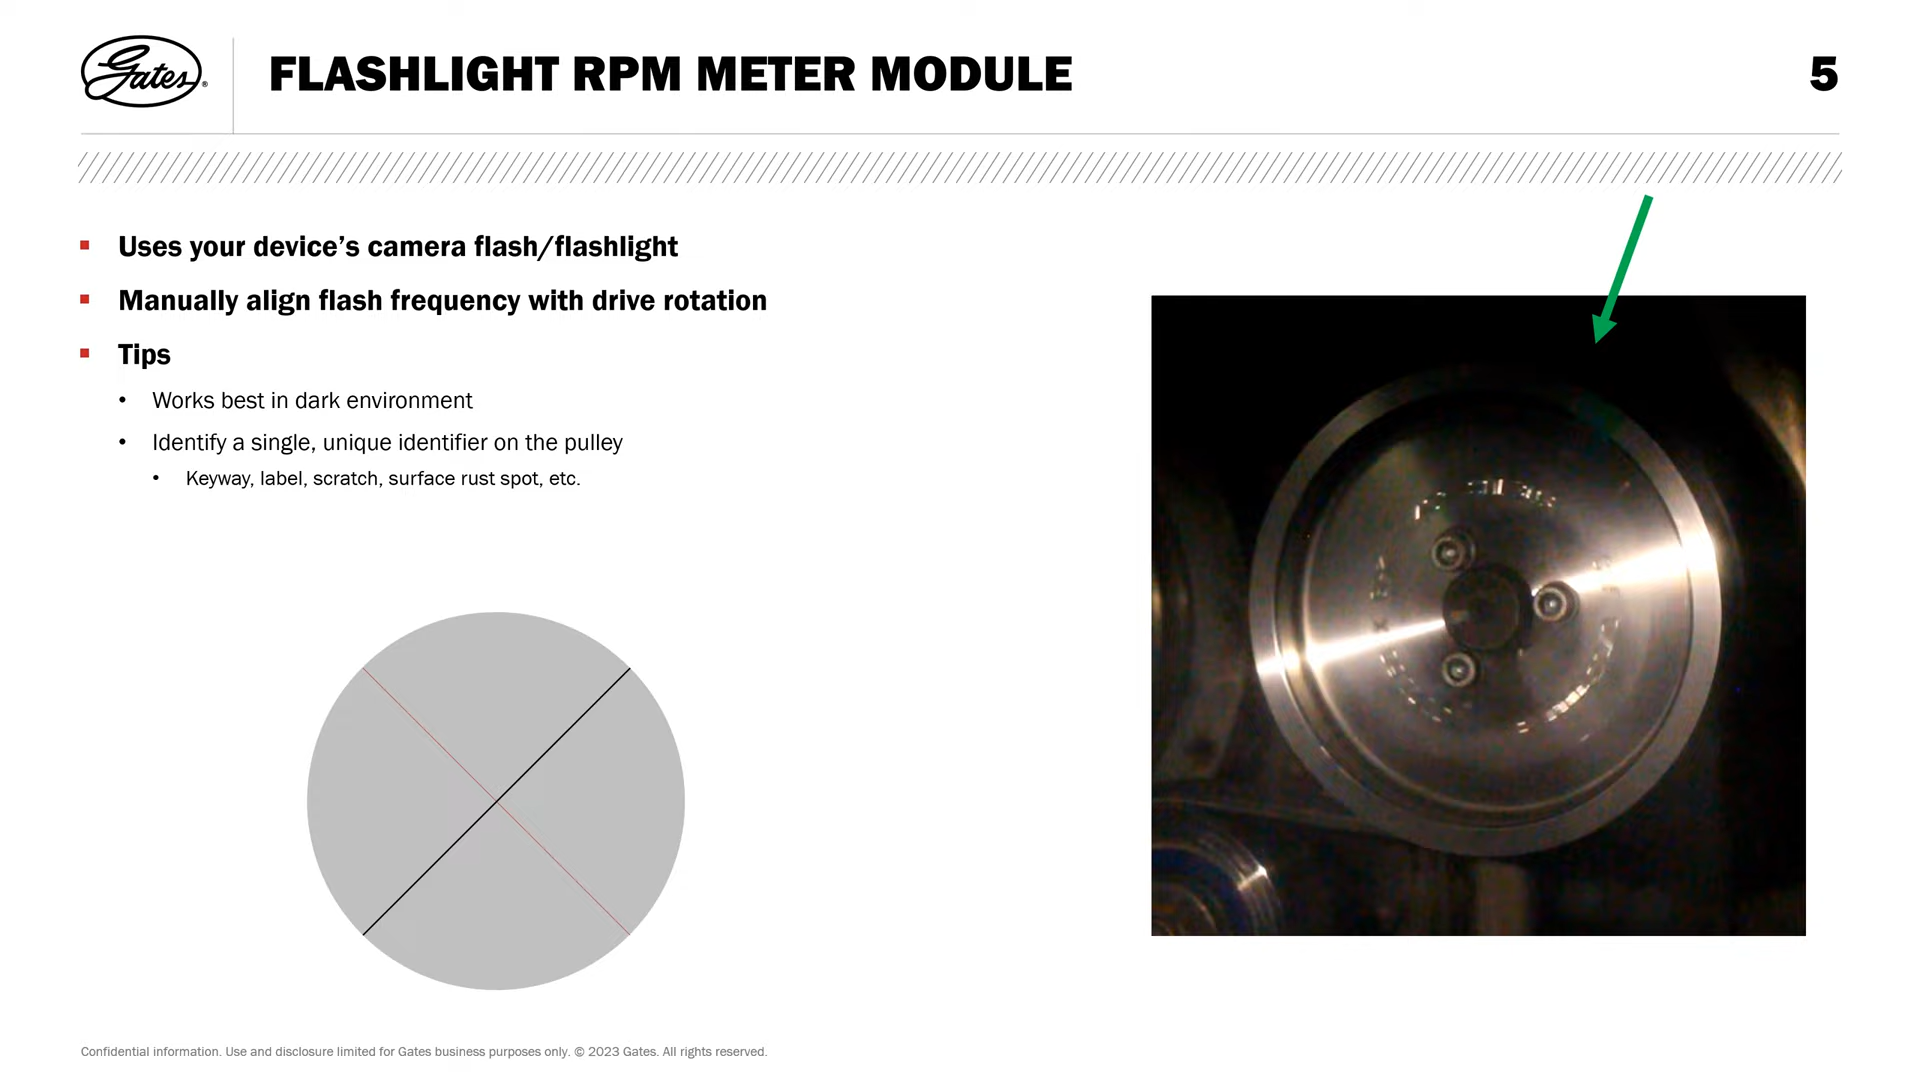 Gates®
FLASHLIGHT RPM METER MODULE
5
Uses your device’s camera flash/flashlight
Manually align flash frequency with drive rotation
Tips
Works best in dark environment
Identify a single, unique identifier on the pulley
Keyway, label, scratch, surface rust spot, etc.
Confidential information. Use and disclosure limited for Gates business purposes only. © 2023 Gates. All rights reserved.